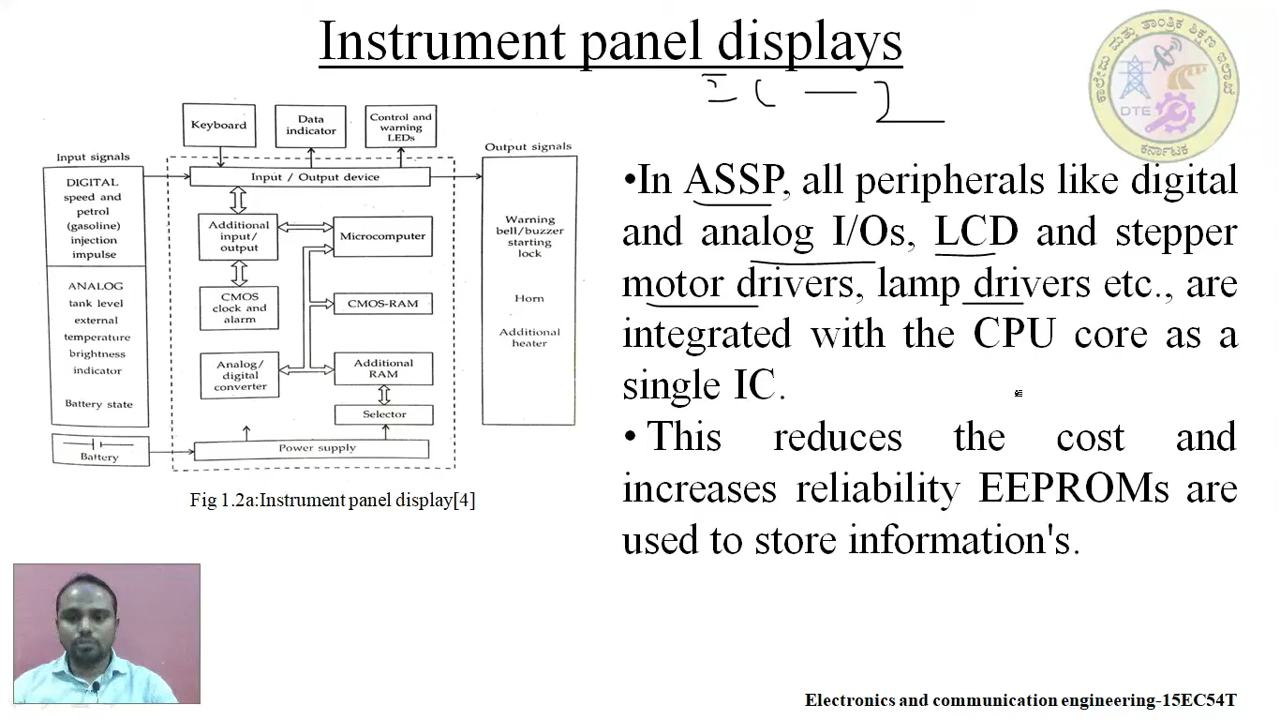 Instrument panel displays
ಕಾಲೇಜು ಮತ್ತು ತಾಂತ್ರಿಕ ಶಿಕ್ಷಣ ಇಲಾಖೆ
DTE
ಕರ್ನಾಟಕ
Keyboard
Data
indicator
Control and
warning
LEDs
Input signals
Output signals
DIGITAL
speed and
petrol
(gasoline)
injection
impulse
ANALOG
tank level
external
temperature
brightness
indicator
Battery state
Battery
Input / Output device
Additional
input/
output
Microcomputer
CMOS
clock and
alarm
CMOS-RAM
Analog/
digital
converter
Additional
RAM
Selector
Power supply
Warning
bell/buzzer
starting
lock
Horn
Additional
heater
Fig 1.2a:Instrument panel display[4]
•In ASSP, all peripherals like digital
and analog I/Os, LCD and stepper
motor drivers, lamp drivers etc., are
integrated with the CPU core as a
single IC.
• This reduces the cost and
increases reliability EEPROMs are
used to store information's.
Electronics and communication engineering-15EC54T